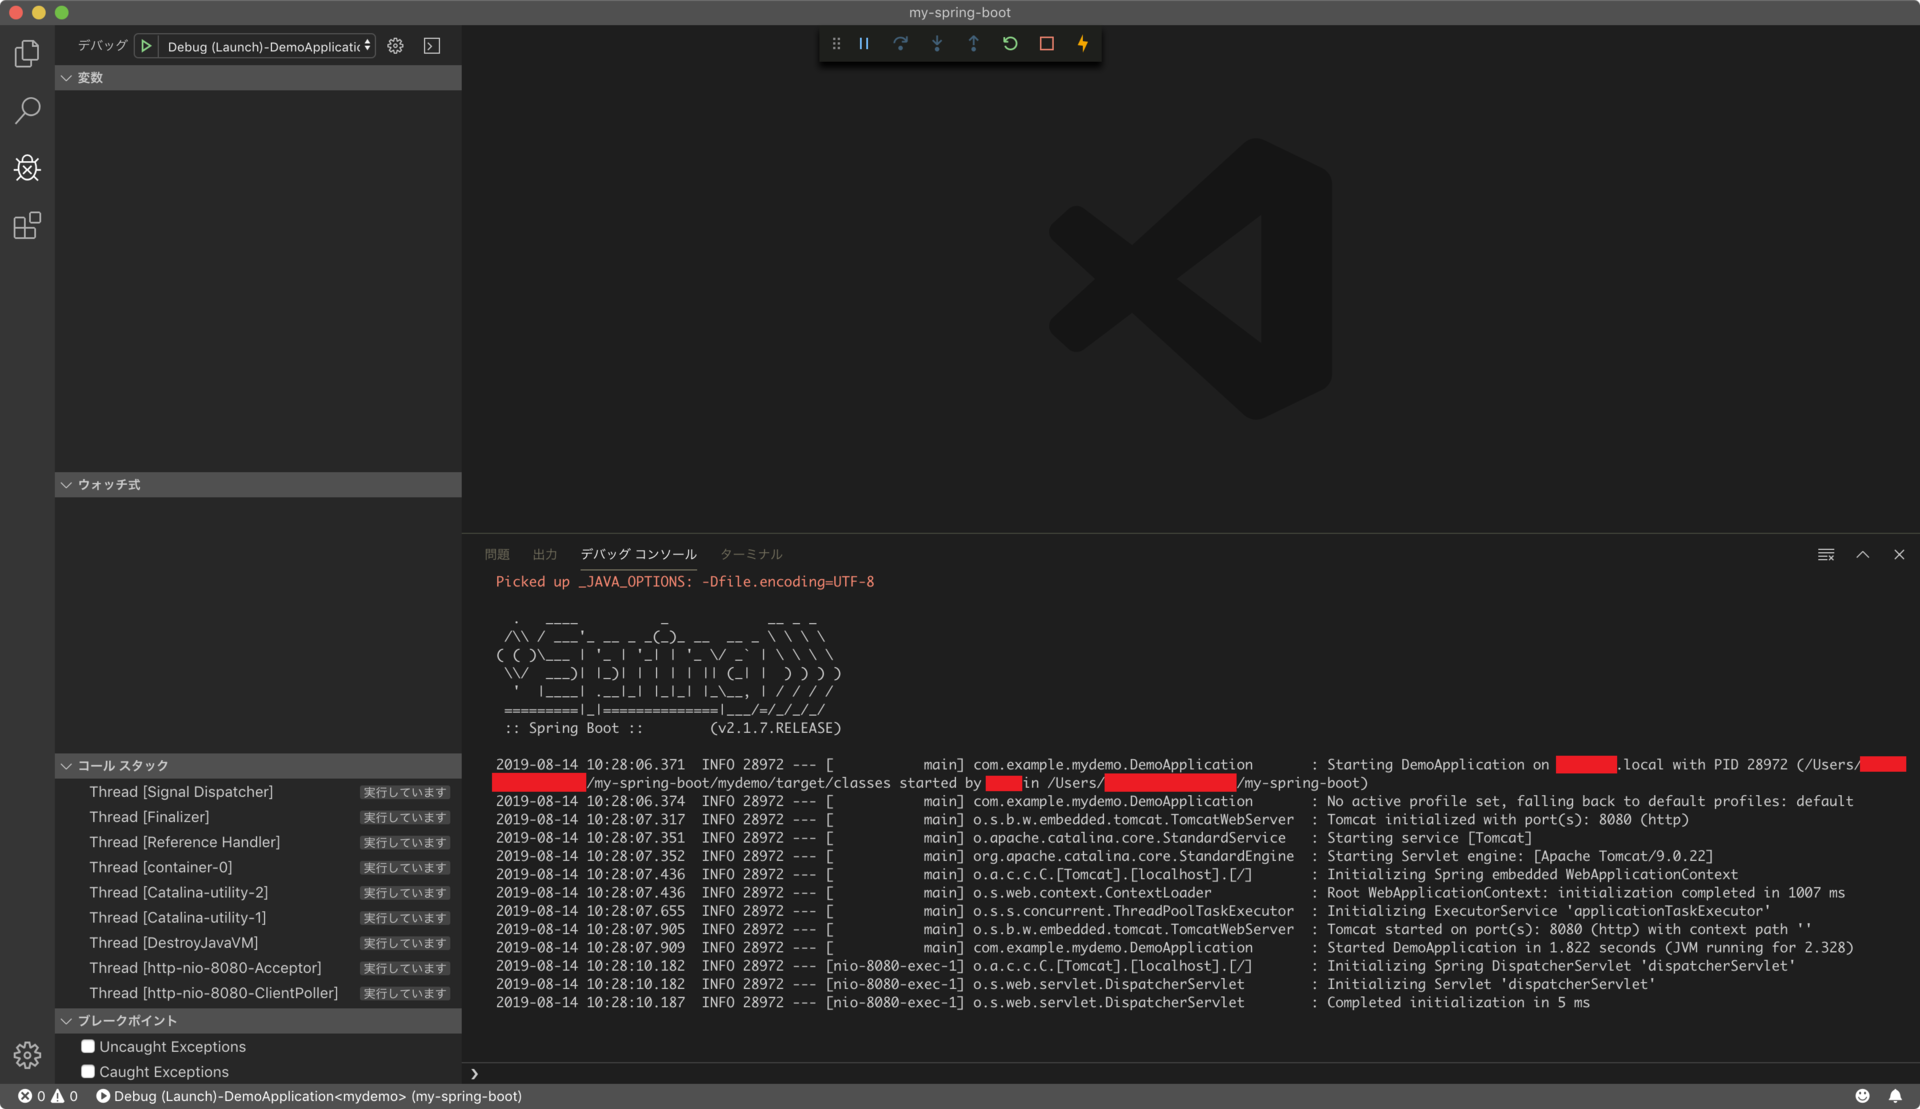 my-spring-boot
デバッグ Debug (Launch)-DemoApplicatic
変数
ウォッチ式
コール スタック
Thread [Signal Dispatcher] 実行しています
Thread [Finalizer] 実行しています
Thread [Reference Handler] 実行しています
Thread [container-0] 実行しています
Thread [Catalina-utility-2] 実行しています
Thread [Catalina-utility-1] 実行しています
Thread [DestroyJavaVM] 実行しています
Thread [http-nio-8080-Acceptor] 実行しています
Thread [http-nio-8080-ClientPoller] 実行しています
ブレークポイント
Uncaught Exceptions
Caught Exceptions
問題 出力 デバッグ コンソール ターミナル
Picked up _JAVA_OPTIONS: -Dfile.encoding=UTF-8
  .   ____          _            __ _ _
 /\\ / ___'_ __ _ _(_)_ __  __ _ \ \ \ \
( ( )\___ | '_ | '_| | '_ \/ _` | \ \ \ \
 \\/  ___)| |_)| | | | | || (_| |  ) ) ) )
  '  |____| .__|_| |_|_| |_\__, | / / / /
 =========|_|==============|___/=/_/_/_/
 :: Spring Boot ::        (v2.1.7.RELEASE)
2019-08-14 10:28:06.371  INFO 28972 --- [           main] com.example.mydemo.DemoApplication       : Starting DemoApplication on .local with PID 28972 (/Users/
/my-spring-boot/mydemo/target/classes started by in /Users/ /my-spring-boot)
2019-08-14 10:28:06.374  INFO 28972 --- [           main] com.example.mydemo.DemoApplication       : No active profile set, falling back to default profiles: default
2019-08-14 10:28:07.317  INFO 28972 --- [           main] o.s.b.w.embedded.tomcat.TomcatWebServer  : Tomcat initialized with port(s): 8080 (http)
2019-08-14 10:28:07.351  INFO 28972 --- [           main] o.apache.catalina.core.StandardService   : Starting service [Tomcat]
2019-08-14 10:28:07.352  INFO 28972 --- [           main] org.apache.catalina.core.StandardEngine  : Starting Servlet engine: [Apache Tomcat/9.0.22]
2019-08-14 10:28:07.436  INFO 28972 --- [           main] o.a.c.c.C.[Tomcat].[localhost].[/]       : Initializing Spring embedded WebApplicationContext
2019-08-14 10:28:07.436  INFO 28972 --- [           main] o.s.web.context.ContextLoader            : Root WebApplicationContext: initialization completed in 1007 ms
2019-08-14 10:28:07.655  INFO 28972 --- [           main] o.s.s.concurrent.ThreadPoolTaskExecutor  : Initializing ExecutorService 'applicationTaskExecutor'
2019-08-14 10:28:07.905  INFO 28972 --- [           main] o.s.b.w.embedded.tomcat.TomcatWebServer  : Tomcat started on port(s): 8080 (http) with context path ''
2019-08-14 10:28:07.909  INFO 28972 --- [           main] com.example.mydemo.DemoApplication       : Started DemoApplication in 1.822 seconds (JVM running for 2.328)
2019-08-14 10:28:10.182  INFO 28972 --- [nio-8080-exec-1] o.a.c.c.C.[Tomcat].[localhost].[/]       : Initializing Spring DispatcherServlet 'dispatcherServlet'
2019-08-14 10:28:10.182  INFO 28972 --- [nio-8080-exec-1] o.s.web.servlet.DispatcherServlet        : Initializing Servlet 'dispatcherServlet'
2019-08-14 10:28:10.187  INFO 28972 --- [nio-8080-exec-1] o.s.web.servlet.DispatcherServlet        : Completed initialization in 5 ms
0 0 Debug (Launch)-DemoApplication<mydemo> (my-spring-boot)